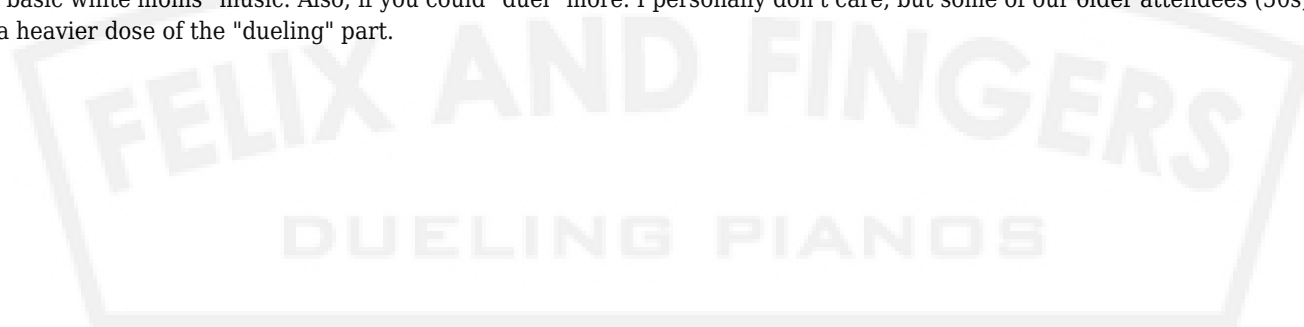 basic white moms" music. Also, if you could "duel" more. I personally don't care, but some of our older attendees (50s,
a heavier dose of the "dueling" part.
FELIX AND FINGERS
DUELING PIANOS